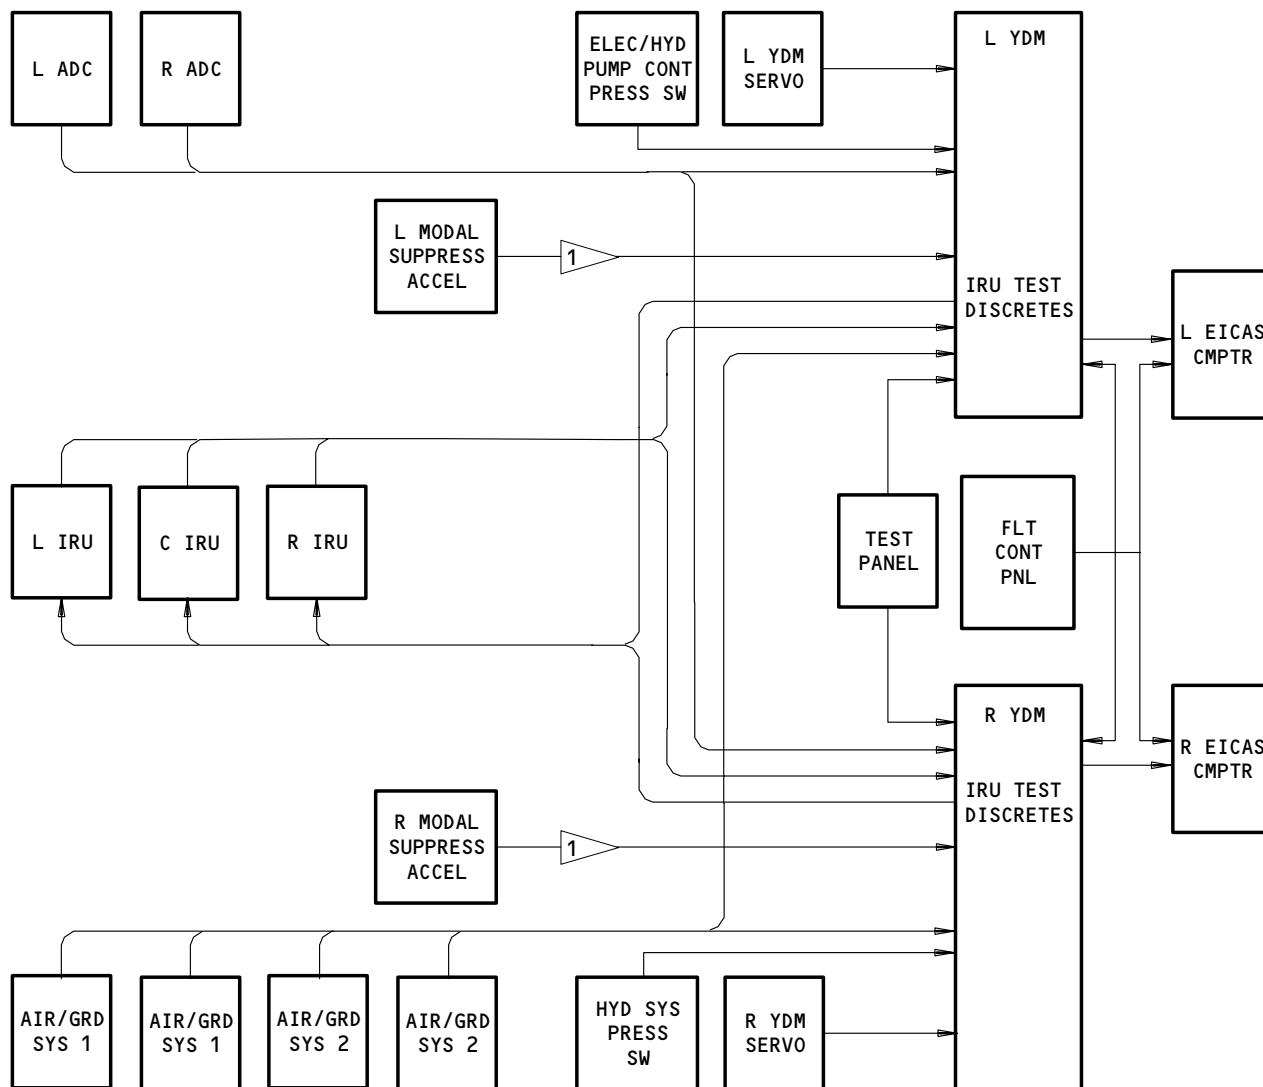 L ADC
R ADC
ELEC/HYD
PUMP CONT
PRESS SW
L YDM
SERVO
L YDM
L MODAL
SUPPRESS
ACCEL
1
IRU TEST
DISCRETES
L EICAS
CMPTR
L IRU
C IRU
R IRU
TEST
PANEL
FLT
CONT
PNL
R YDM
IRU TEST
DISCRETES
R EICAS
CMPTR
R MODAL
SUPPRESS
ACCEL
1
AIR/GRD
SYS 1
AIR/GRD
SYS 1
AIR/GRD
SYS 2
AIR/GRD
SYS 2
HYD SYS
PRESS
SW
R YDM
SERVO